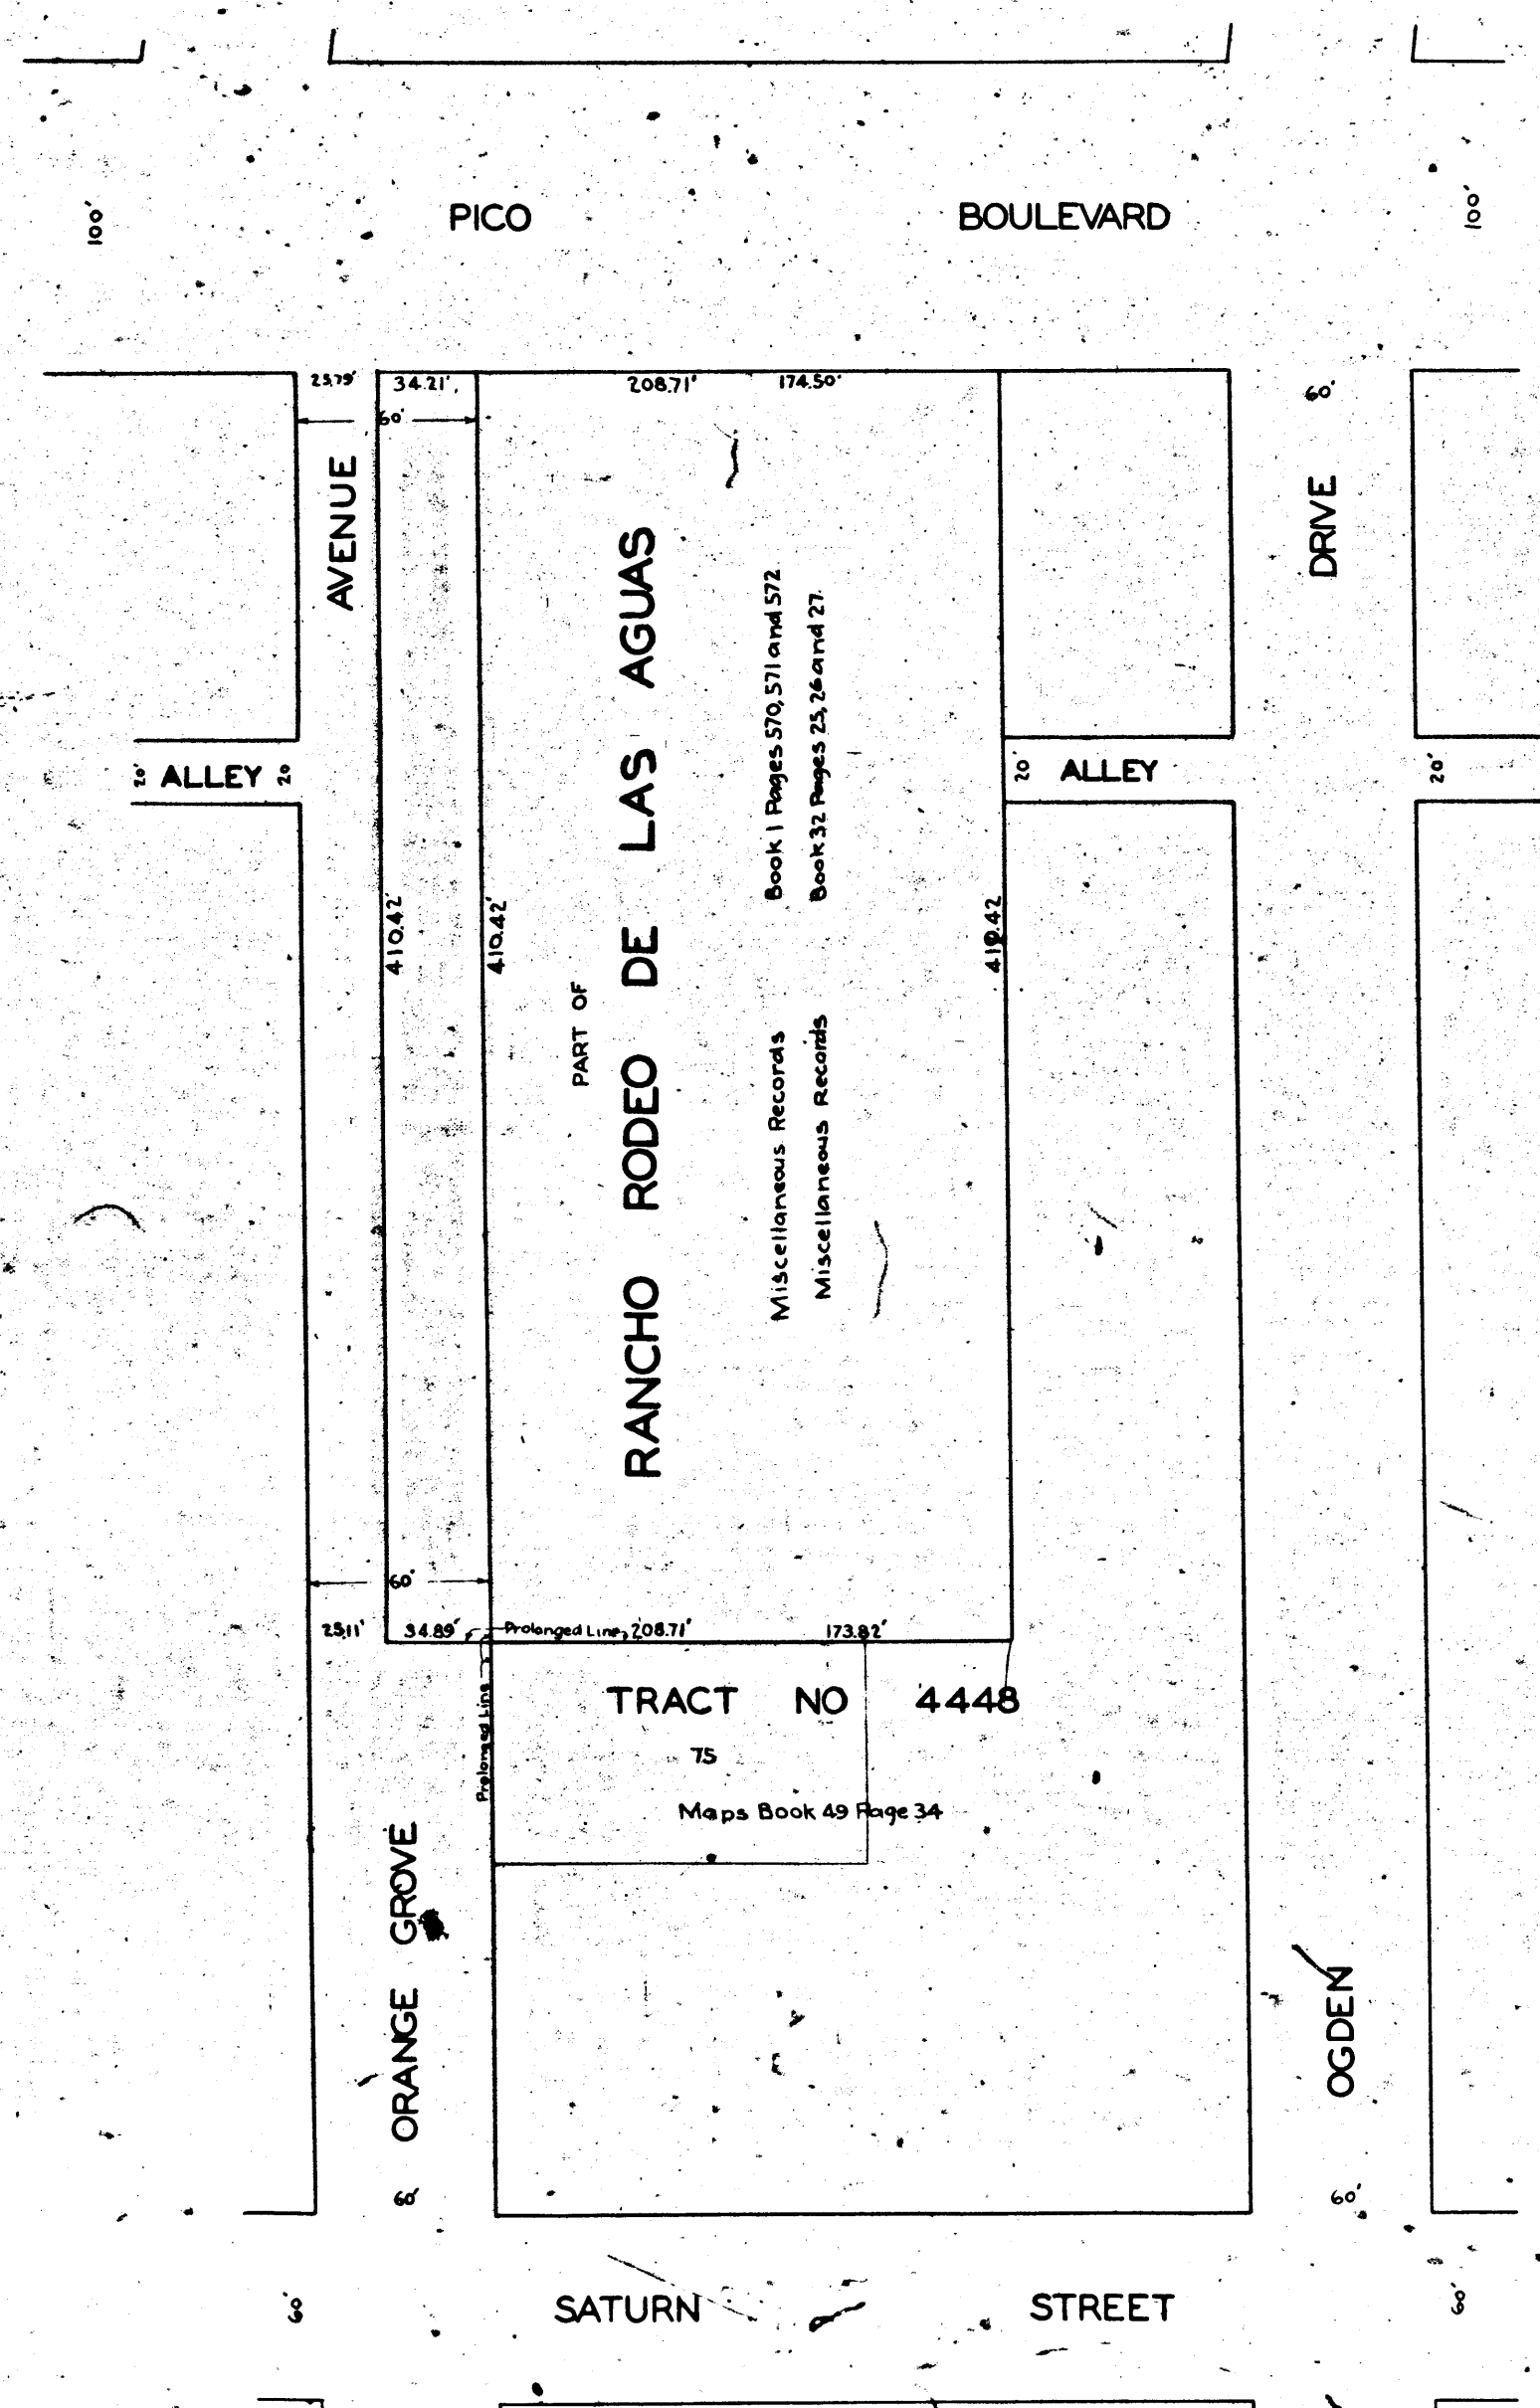 100'
PICO BOULEVARD
100'
25.79' 34.21' 208.71' 174.50'
60'
60'
AVENUE
DRIVE
PART OF
RANCHO RODEO DE LAS AGUAS
Miscellaneous Records Book 1 Pages 570, 571 and 572
Miscellaneous Records Book 32 Pages 25, 26 and 27.
20' ALLEY 20
20' ALLEY
20'
410.42'
410.42'
410.42
60'
25.11' 34.89' Prolonged Line, 208.71' 173.82'
Prolonged Line
TRACT NO 4448
75
Maps Book 49 Page 34
ORANGE GROVE
OGDEN
60'
60'
60'
SATURN STREET
60'